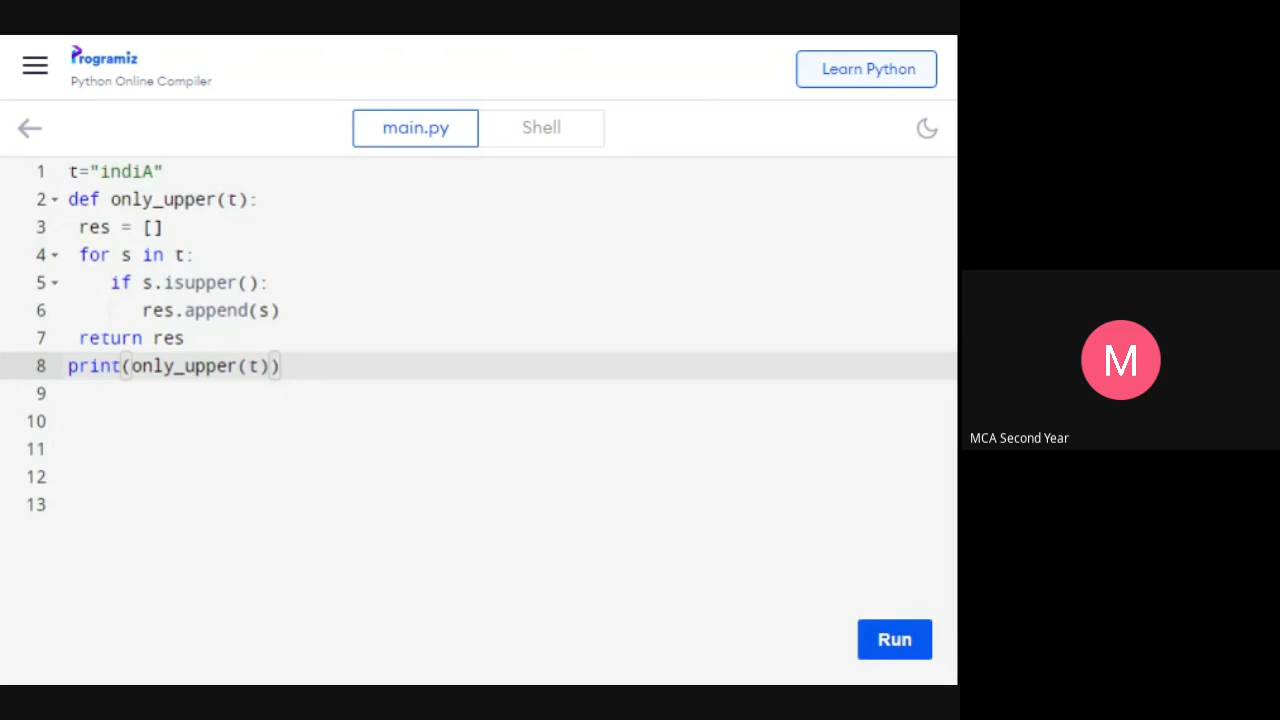 Programiz
Python Online Compiler
Learn Python
main.py
Shell
1 t="indiA"
2 def only_upper(t):
3 res = []
4 for s in t:
5 if s.isupper():
6 res.append(s)
7 return res
8 print(only_upper(t))
9
10
11
12
13
Run
M
MCA Second Year